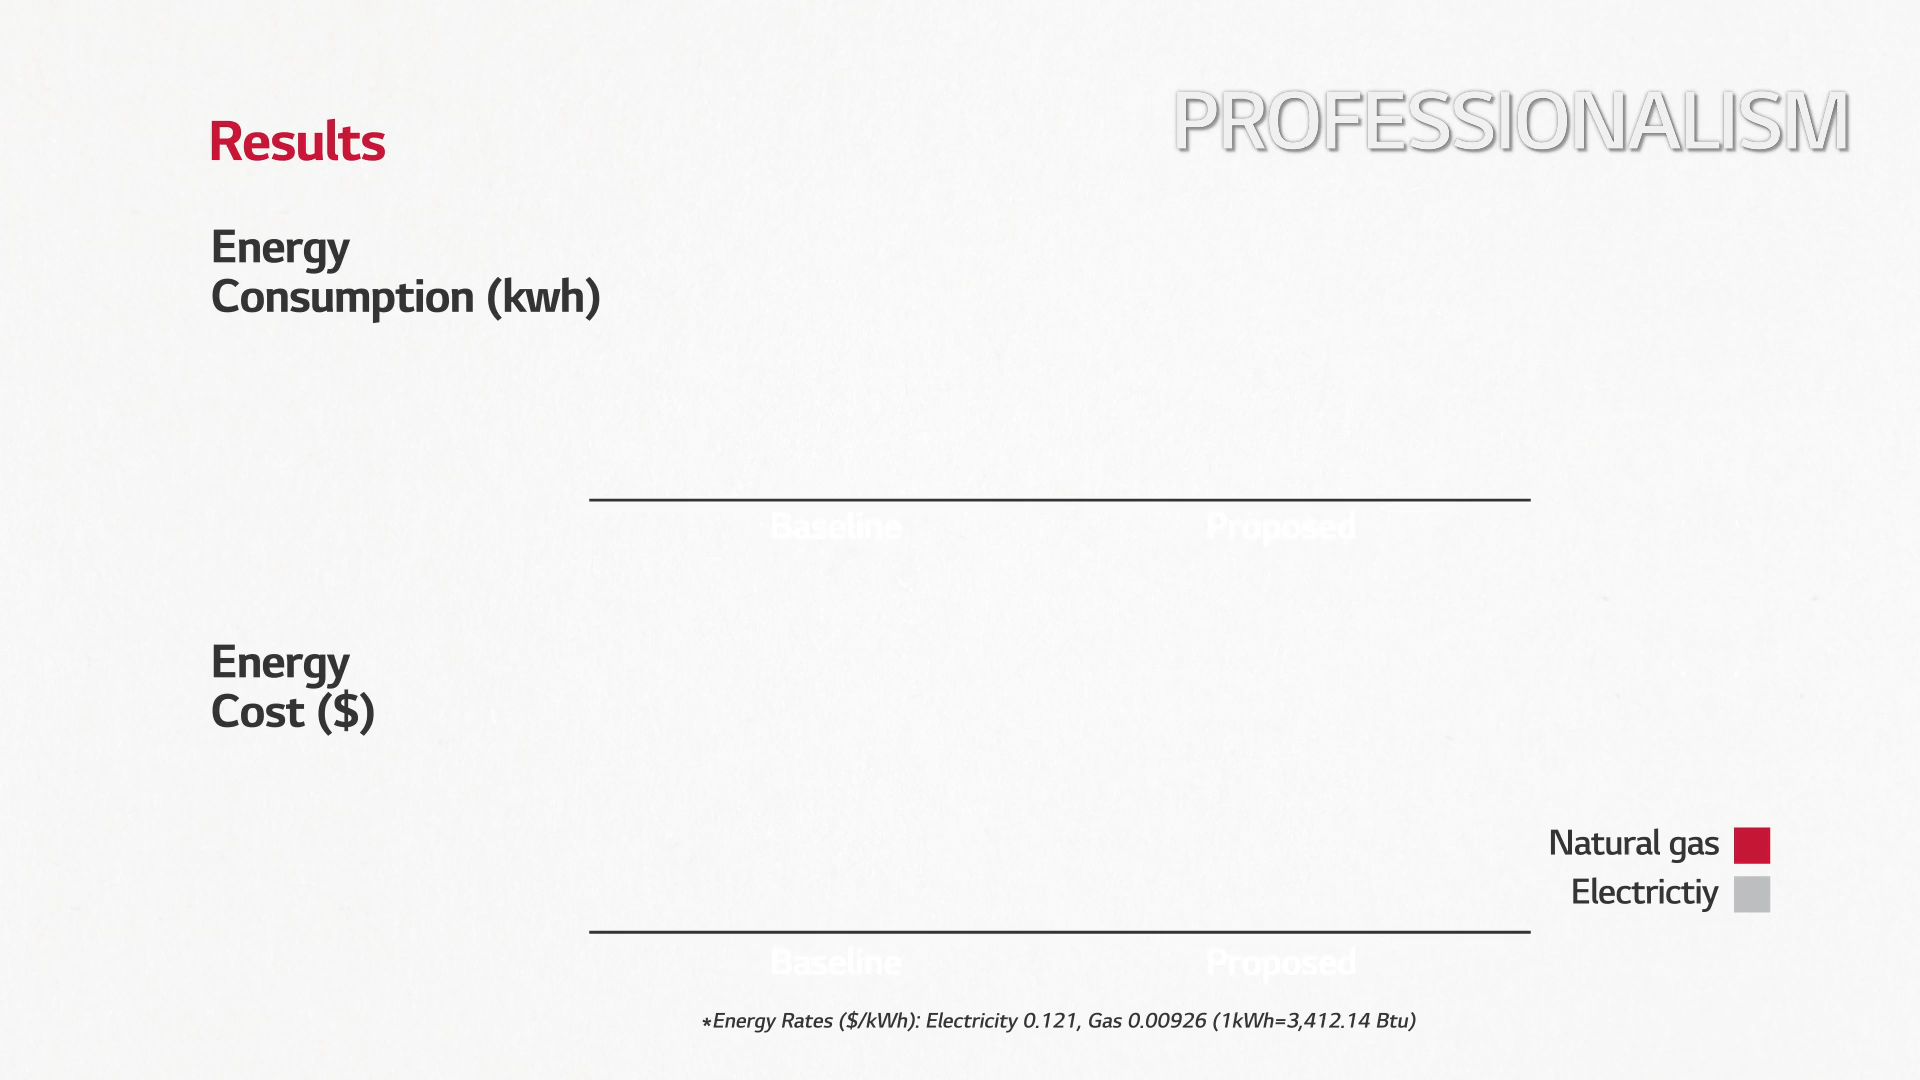 PROFESSIONALISM
Results
Energy
Consumption (kwh)
Baseline Proposed
Energy
Cost ($)
Natural gas
Electrictiy
Baseline Proposed
*Energy Rates ($/kWh): Electricity 0.121, Gas 0.00926 (1kWh=3,412.14 Btu)